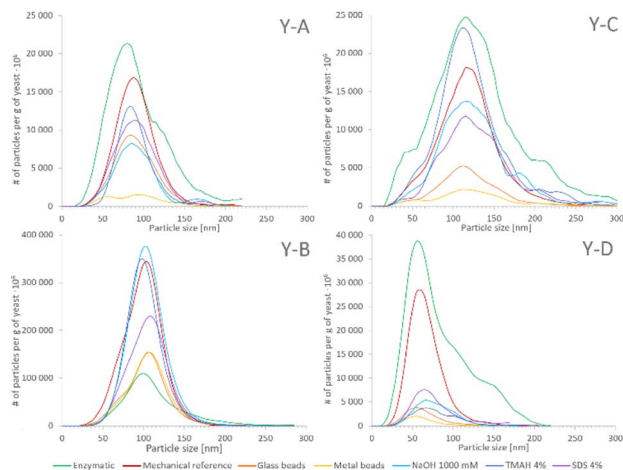 Y-A
25 000
20 000
15 000
10 000
5 000
0
0 50 100 150 200 250 300
Particle size [nm]
# of particles per g of yeast ·10⁶
Y-C
25 000
20 000
15 000
10 000
5 000
0
0 50 100 150 200 250 300
Particle size [nm]
# of particles per g of yeast ·10⁶
Y-B
400 000
300 000
200 000
100 000
0
0 50 100 150 200 250 300
Particle size [nm]
# of particles per g of yeast ·10⁶
Y-D
40 000
35 000
30 000
25 000
20 000
15 000
10 000
5 000
0
0 50 100 150 200 250 300
Particle size [nm]
# of particles per g of yeast ·10⁶
Enzymatic Mechanical reference Glass beads Metal beads NaOH 1000 mM TMAH 4% SDS 4%